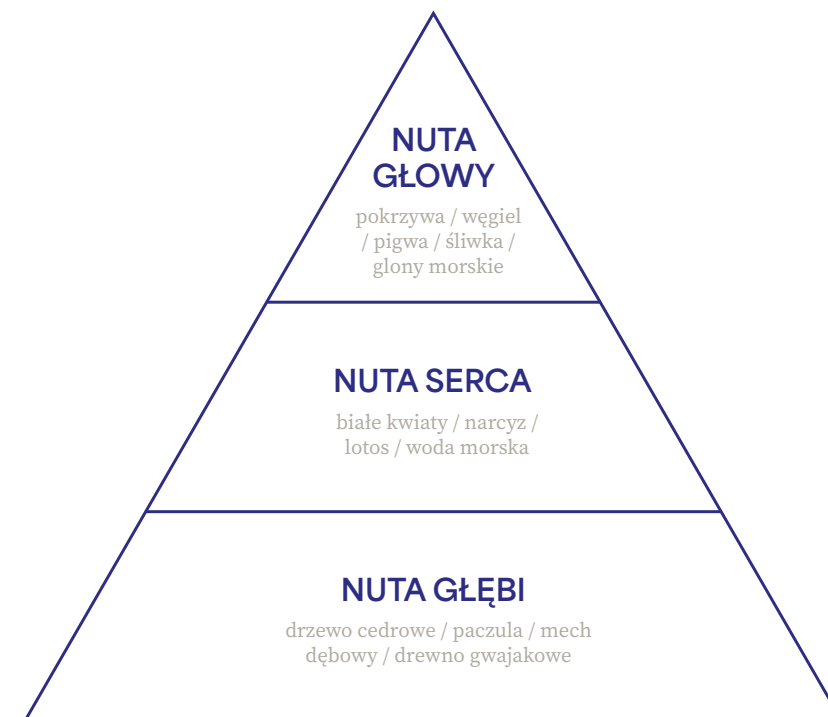 NUTA
GŁOWY
pokrzywa / węgiel
/ pigwa / śliwka /
glony morskie
NUTA SERCA
białe kwiaty / narcyz /
lotos / woda morska
NUTA GŁĘBI
drzewo cedrowe / paczula / mech
dębowy / drewno gwajakowe